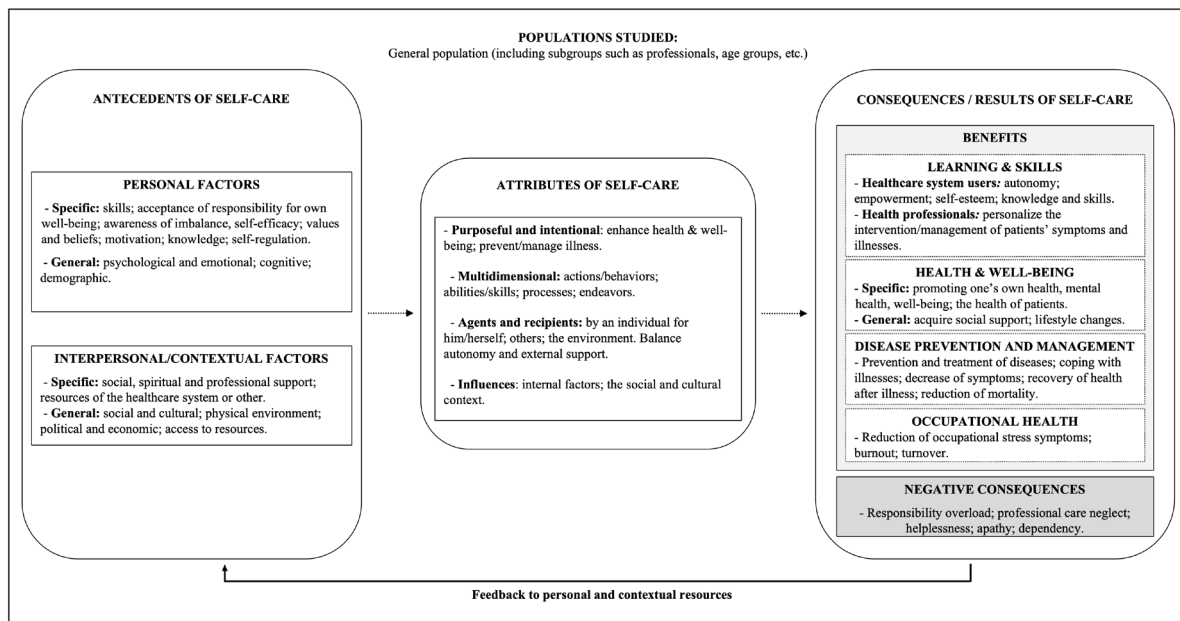 POPULATIONS STUDIED:
General population (including subgroups such as professionals, age groups, etc.)
ANTECEDENTS OF SELF-CARE
PERSONAL FACTORS
- Specific: skills; acceptance of responsibility for own
well-being; awareness of imbalance, self-efficacy; values
and beliefs; motivation; knowledge; self-regulation.
- General: psychological and emotional; cognitive;
demographic.
INTERPERSONAL/CONTEXTUAL FACTORS
- Specific: social, spiritual and professional support;
resources of the healthcare system or other.
- General: social and cultural; physical environment;
political and economic; access to resources.
ATTRIBUTES OF SELF-CARE
- Purposeful and intentional: enhance health & well-
being; prevent/manage illness.
- Multidimensional: actions/behaviors;
abilities/skills; processes; endeavors.
- Agents and recipients: by an individual for
him/herself; others; the environment. Balance
autonomy and external support.
- Influences: internal factors; the social and cultural
context.
CONSEQUENCES / RESULTS OF SELF-CARE
BENEFITS
LEARNING & SKILLS
- Healthcare system users: autonomy;
empowerment; self-esteem; knowledge and skills.
- Health professionals: personalize the
intervention/management of patients' symptoms and
illnesses.
HEALTH & WELL-BEING
- Specific: promoting one's own health, mental
health, well-being; the health of patients.
- General: acquire social support; lifestyle changes.
DISEASE PREVENTION AND MANAGEMENT
- Prevention and treatment of diseases; coping with
illnesses; decrease of symptoms; recovery of health
after illness; reduction of mortality.
OCCUPATIONAL HEALTH
- Reduction of occupational stress symptoms;
burnout; turnover.
NEGATIVE CONSEQUENCES
- Responsibility overload; professional care neglect;
helplessness; apathy; dependency.
Feedback to personal and contextual resources